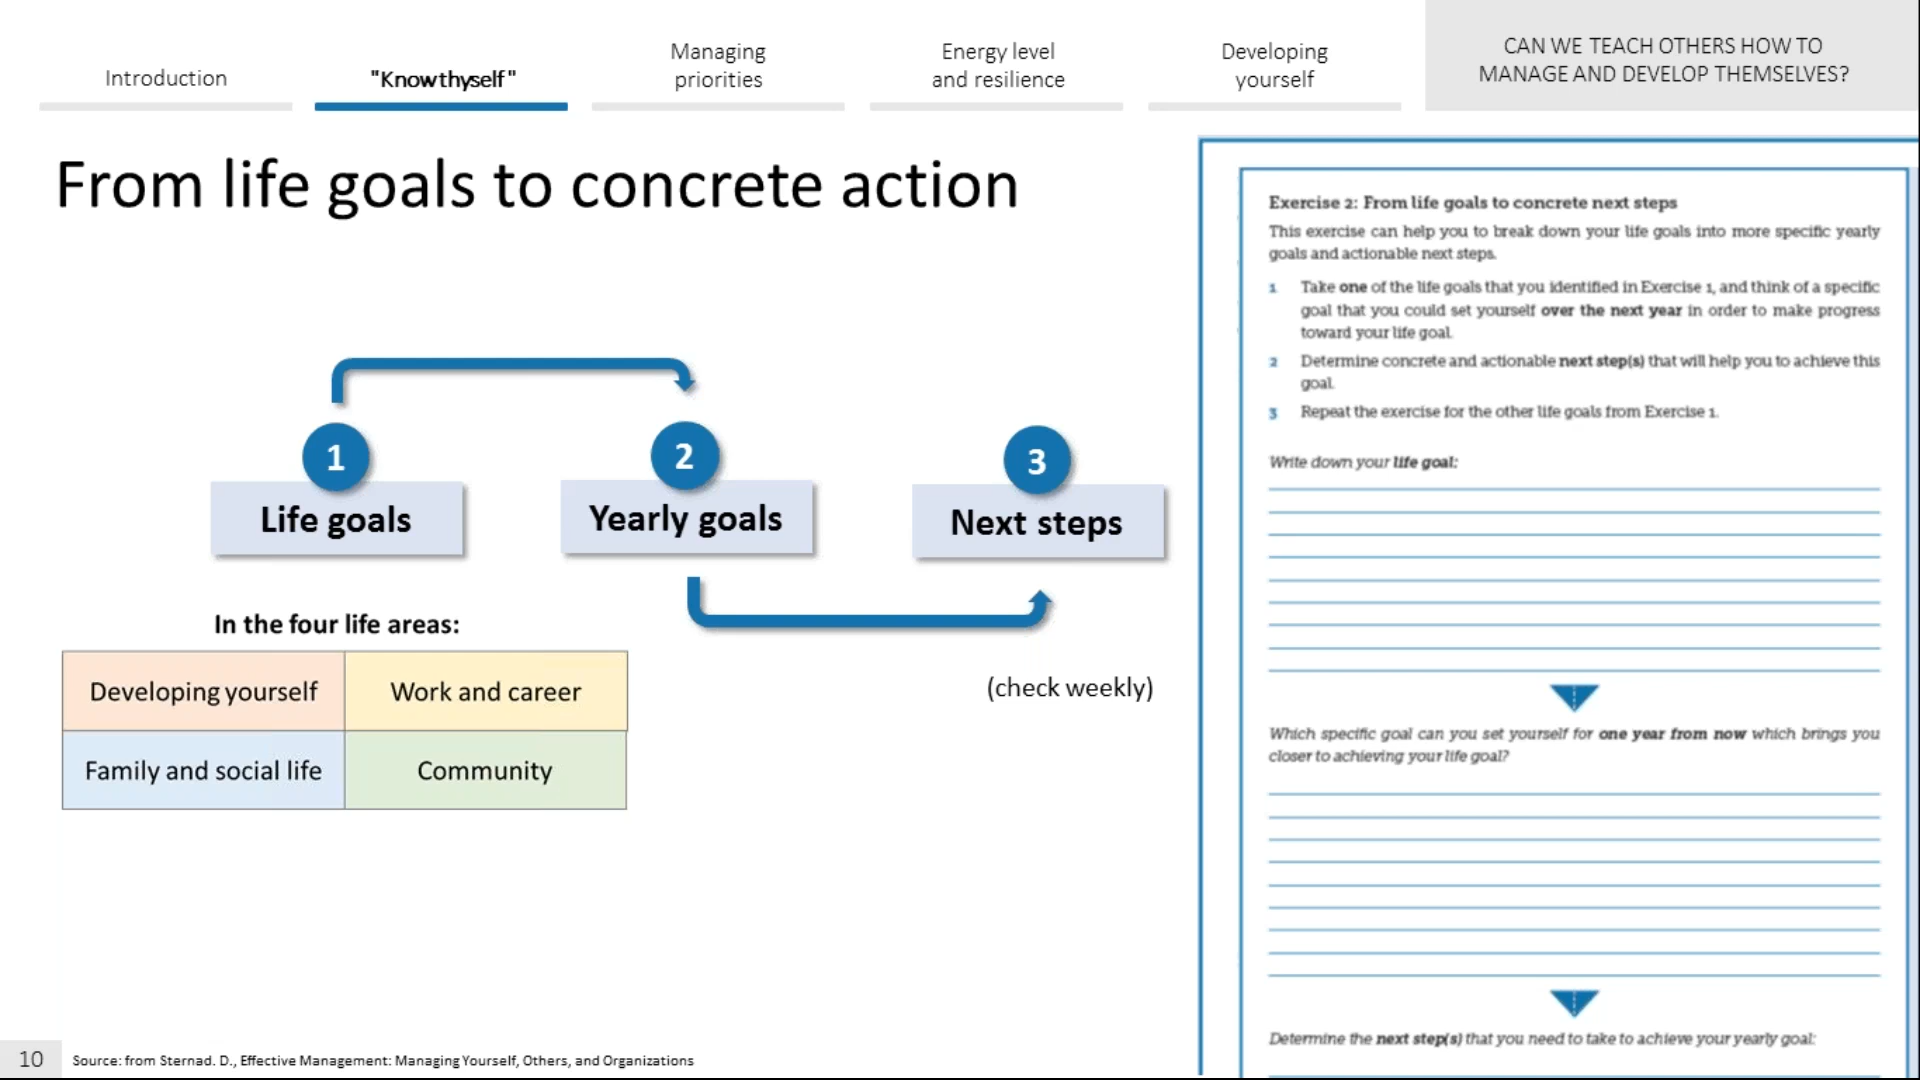 Introduction
"Know thyself"
Managing
priorities
Energy level
and resilience
Developing
yourself
CAN WE TEACH OTHERS HOW TO
MANAGE AND DEVELOP THEMSELVES?
From life goals to concrete action
1
Life goals
2
Yearly goals
3
Next steps
In the four life areas:
Developing yourself
Work and career
Family and social life
Community
(check weekly)
Exercise 2: From life goals to concrete next steps
This exercise can help you to break down your life goals into more specific yearly
goals and actionable next steps.
1 Take one of the life goals that you identified in Exercise 1, and think of a specific
goal that you could set yourself over the next year in order to make progress
toward your life goal.
2 Determine concrete and actionable next step(s) that will help you to achieve this
goal.
3 Repeat the exercise for the other life goals from Exercise 1.
Write down your life goal:
Which specific goal can you set yourself for one year from now which brings you
closer to achieving your life goal?
Determine the next step(s) that you need to take to achieve your yearly goal:
10
Source: from Sternad. D., Effective Management: Managing Yourself, Others, and Organizations